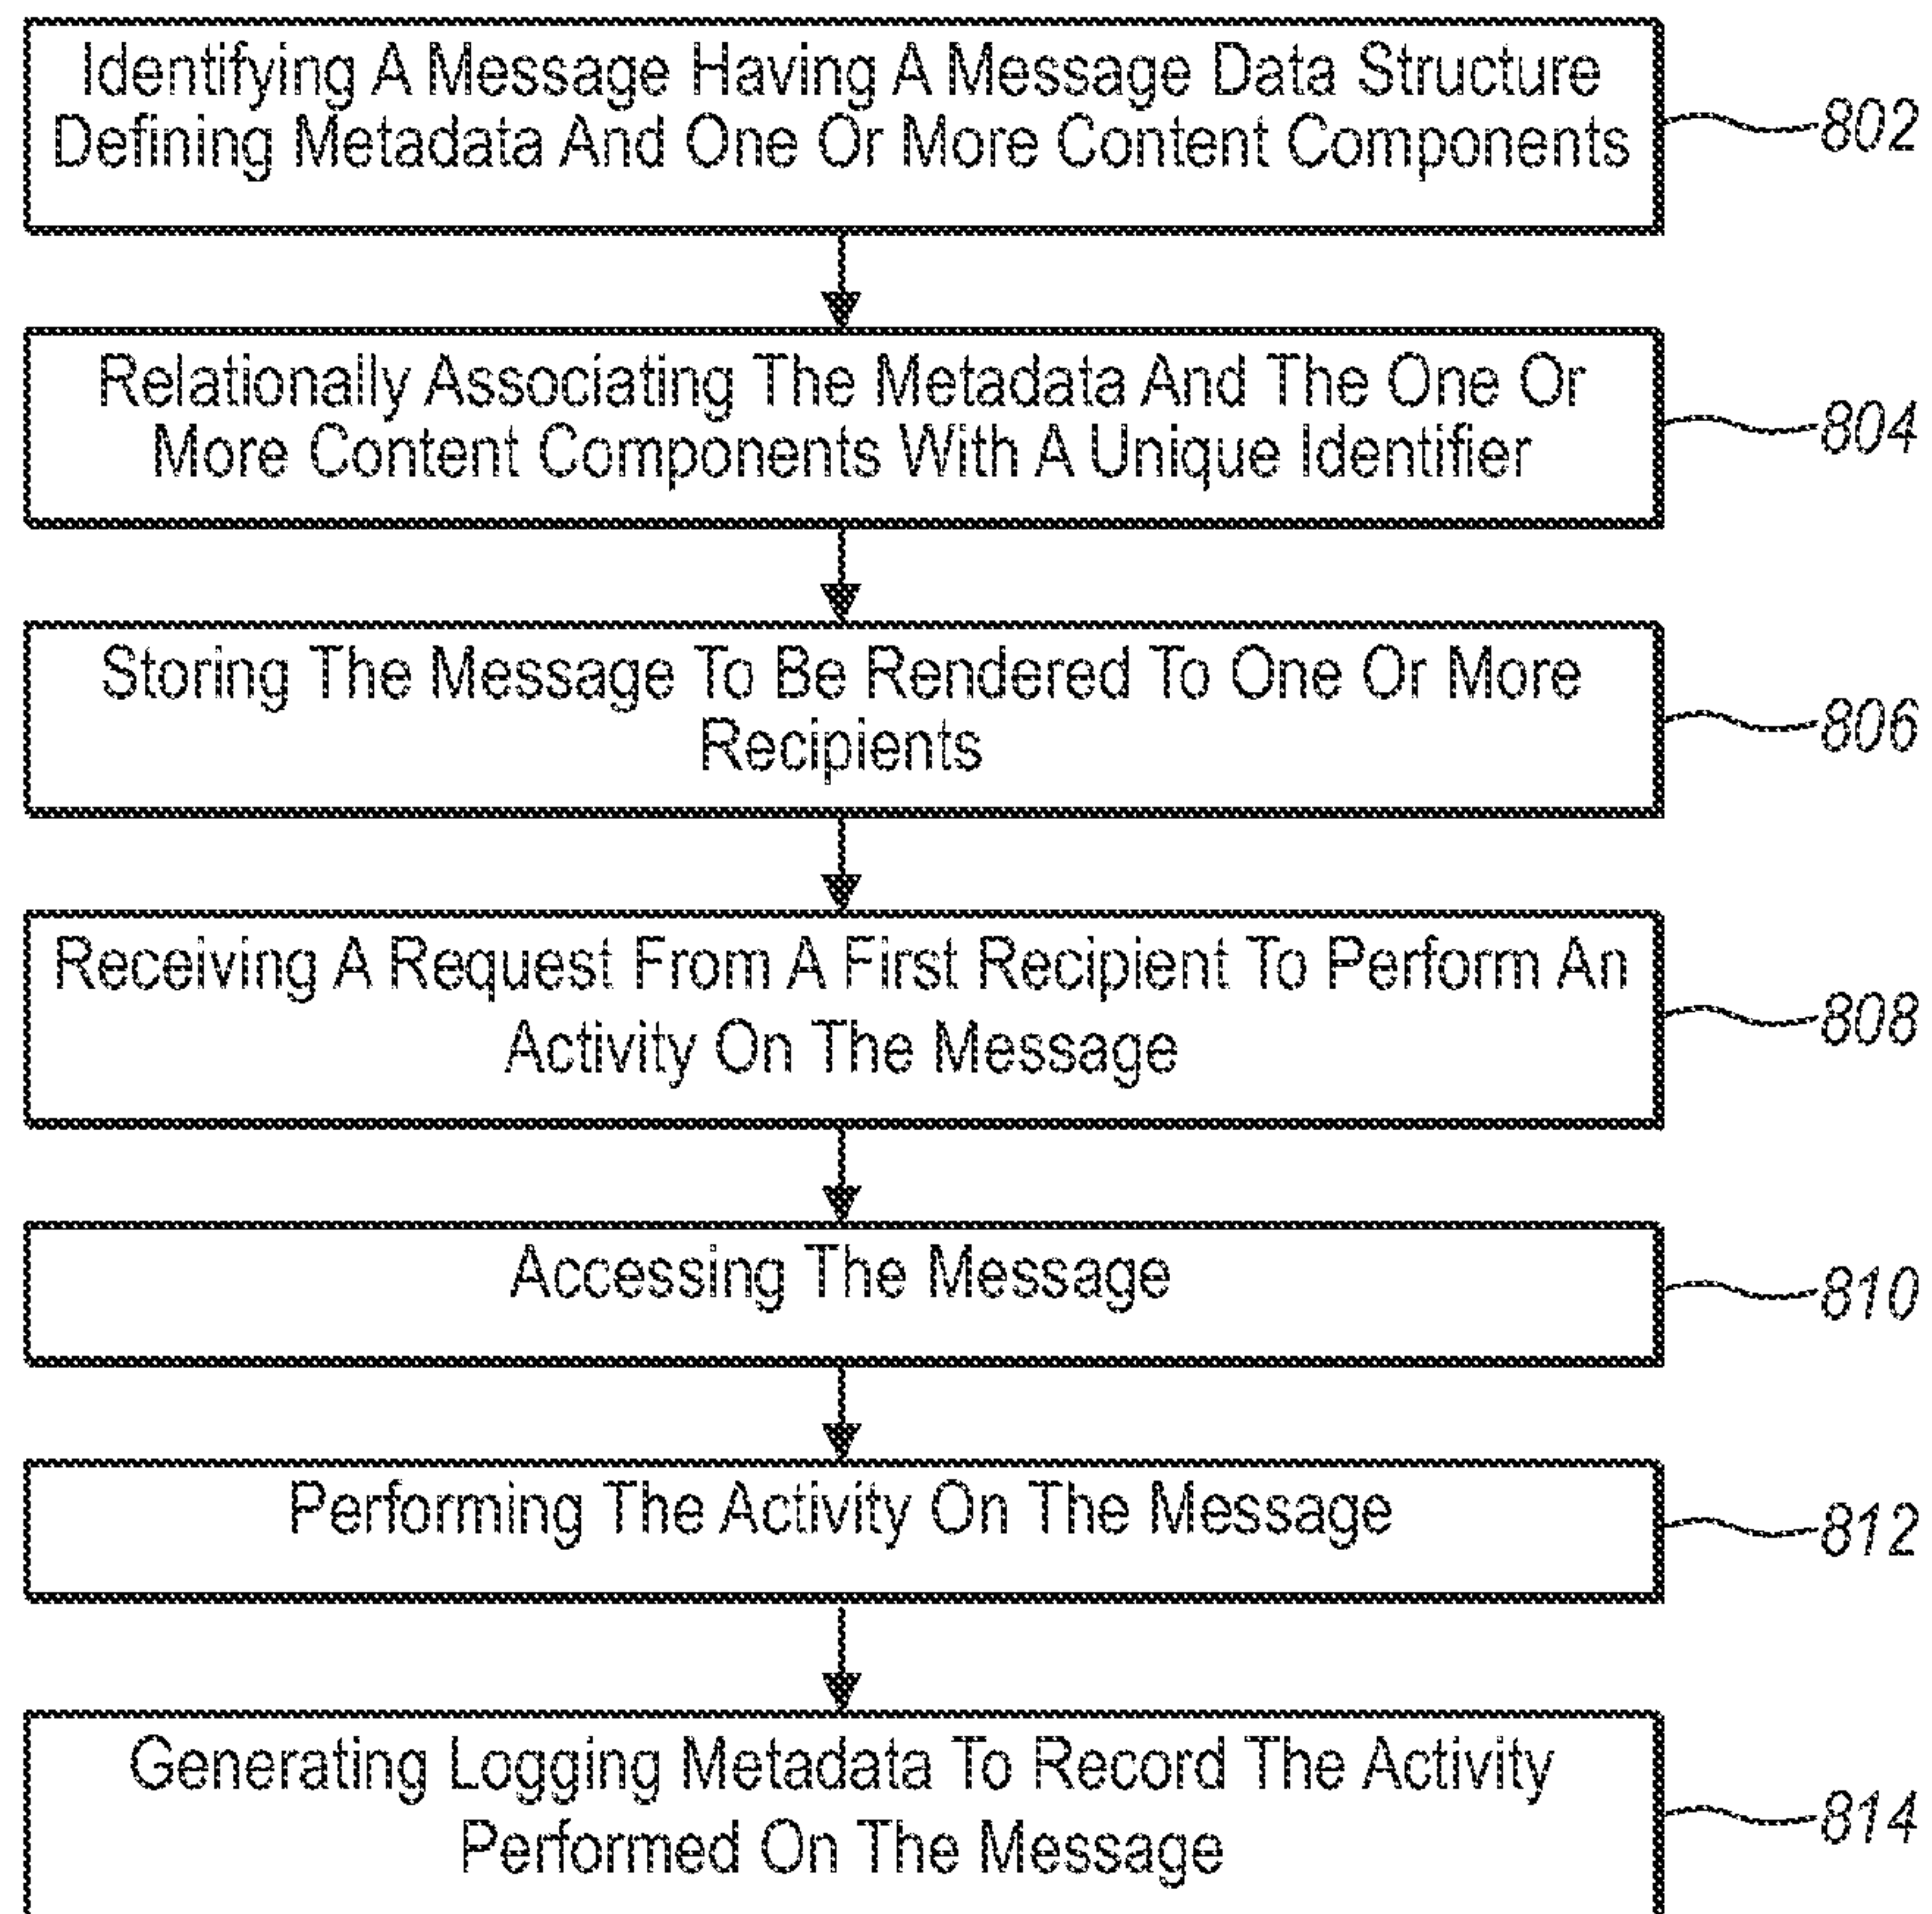 Identifying A Message Having A Message Data Structure
Defining Metadata And One Or More Content Components
802
Relationally Associating The Metadata And The One Or
More Content Components With A Unique Identifier
804
Storing The Message To Be Rendered To One Or More
Recipients
806
Receiving A Request From A First Recipient To Perform An
Activity On The Message
808
Accessing The Message
810
Performing The Activity On The Message
812
Generating Logging Metadata To Record The Activity
Performed On The Message
814